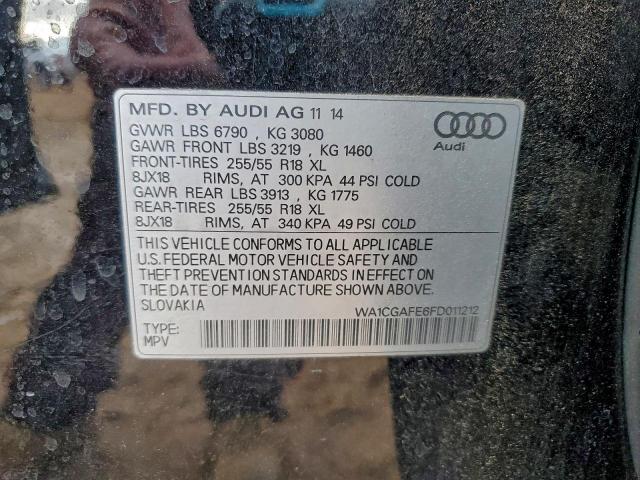 MFD. BY AUDI AG 11 14
GVWR LBS 6790 , KG 3080
GAWR FRONT LBS 3219 , KG 1460
FRONT-TIRES 255/55 R18 XL
8JX18 RIMS, AT 300 KPA 44 PSI COLD
GAWR REAR LBS 3913 , KG 1775
REAR-TIRES 255/55 R18 XL
8JX18 RIMS, AT 340 KPA 49 PSI COLD
Audi
THIS VEHICLE CONFORMS TO ALL APPLICABLE
U.S. FEDERAL MOTOR VEHICLE SAFETY AND
THEFT PREVENTION STANDARDS IN EFFECT ON
THE DATE OF MANUFACTURE SHOWN ABOVE.
SLOVAKIA WA1CGAFE6FD011212
TYPE:
MPV